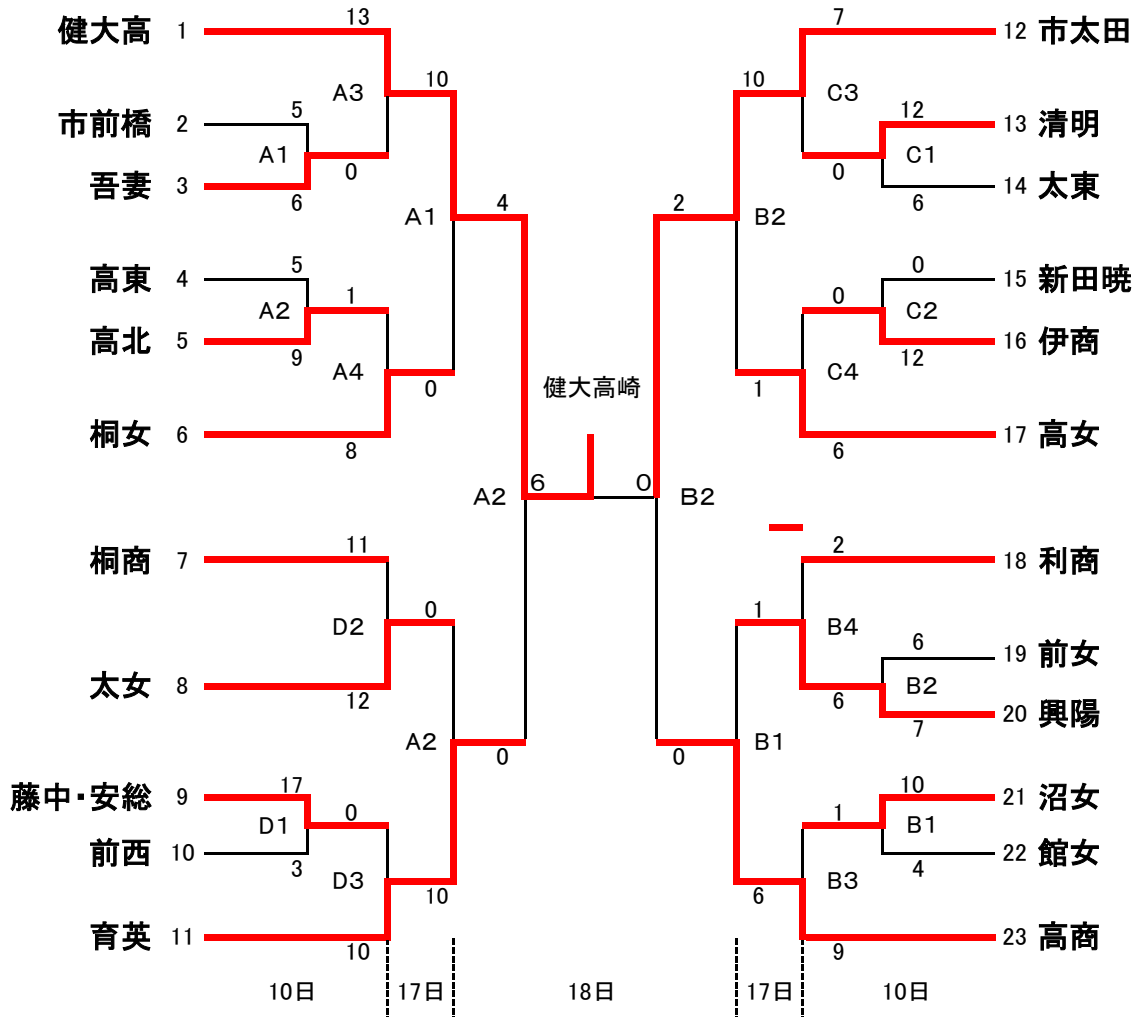 13
7
健大高 1
12 市太田
10
10
A3
C3
5
12
市前橋 2
13 清明
A1
C1
0
0
吾妻 3
14 太東
6
6
4
2
A1
B2
5
0
高東 4
15 新田暁
1
0
A2
C2
高北 5
16 伊商
9
12
A4
C4
0
健大高崎
1
桐女 6
17 高女
8
6
A2
6
0
B2
11
2
桐商 7
18 利商
0
1
D2
B4
6
19 前女
太女 8
B2
12
6
20 興陽
7
A2
B1
0
0
17
10
藤中・安総 9
21 沼女
0
1
D1
B1
前西 10
22 館女
3
4
D3
B3
10
6
育英 11
23 高商
10
9
10日
17日
18日
17日
10日